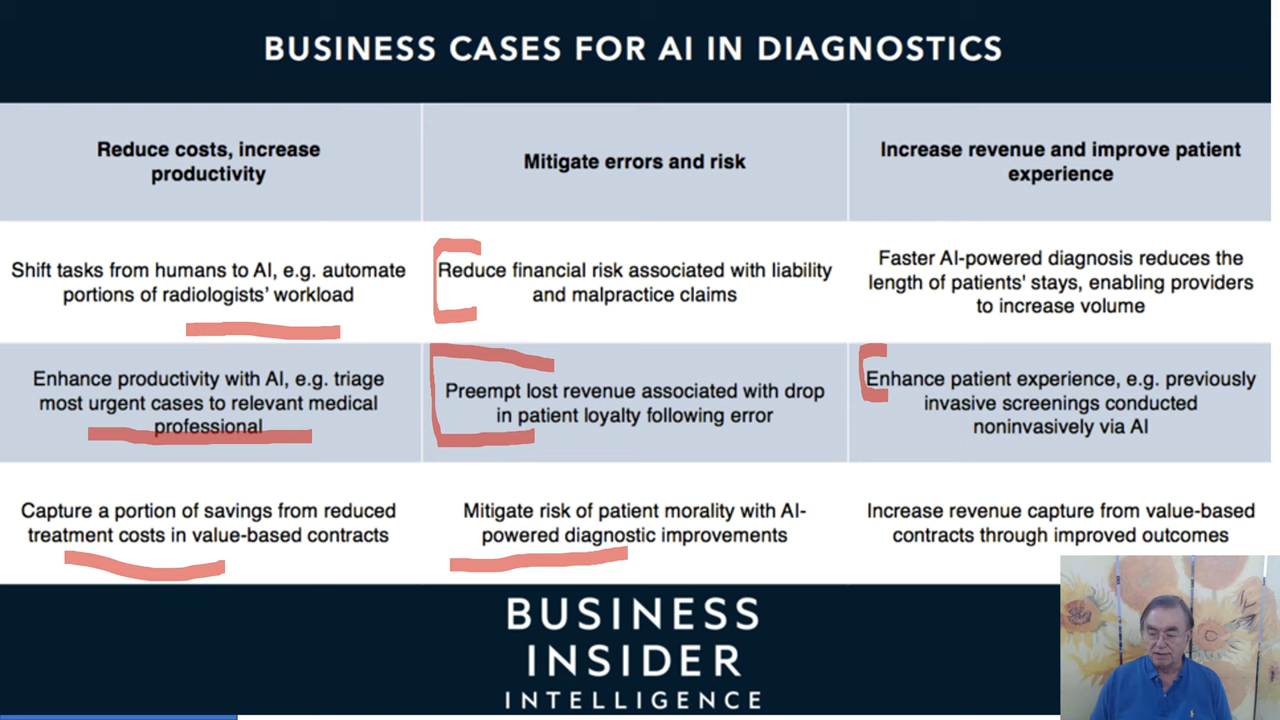 BUSINESS CASES FOR AI IN DIAGNOSTICS
Reduce costs, increase
productivity
Mitigate errors and risk
Increase revenue and improve patient
experience
Shift tasks from humans to AI, e.g. automate
portions of radiologists' workload
Reduce financial risk associated with liability
and malpractice claims
Faster AI-powered diagnosis reduces the
length of patients' stays, enabling providers
to increase volume
Enhance productivity with AI, e.g. triage
most urgent cases to relevant medical
professional
Preempt lost revenue associated with drop
in patient loyalty following error
Enhance patient experience, e.g. previously
invasive screenings conducted
noninvasively via AI
Capture a portion of savings from reduced
treatment costs in value-based contracts
Mitigate risk of patient morality with AI-
powered diagnostic improvements
Increase revenue capture from value-based
contracts through improved outcomes
BUSINESS
INSIDER
INTELLIGENCE